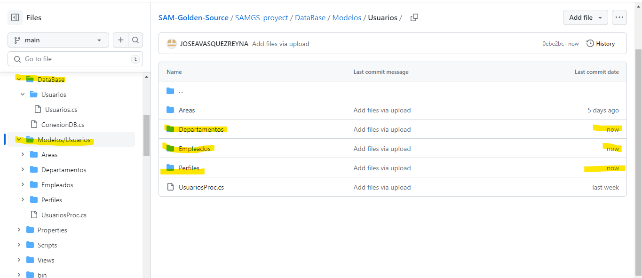 Files
main
Go to file
DataBase
Usuarios
Usuarios.cs
ConexionDB.cs
Modelos/Usuarios
Areas
Departamentos
Empleados
Perfiles
UsuariosProc.cs
Properties
Scripts
Views
bin
SAM-Golden-Source / SAMGS_proyect / DataBase / Modelos / Usuarios /
Add file
JOSEAVASQUEZREYNA Add files via upload
now
History
Name Last commit message Last commit date
..
Areas Add files via upload 5 days ago
Departamentos Add files via upload now
Empleados Add files via upload now
Perfiles Add files via upload now
UsuariosProc.cs Add files via upload last week